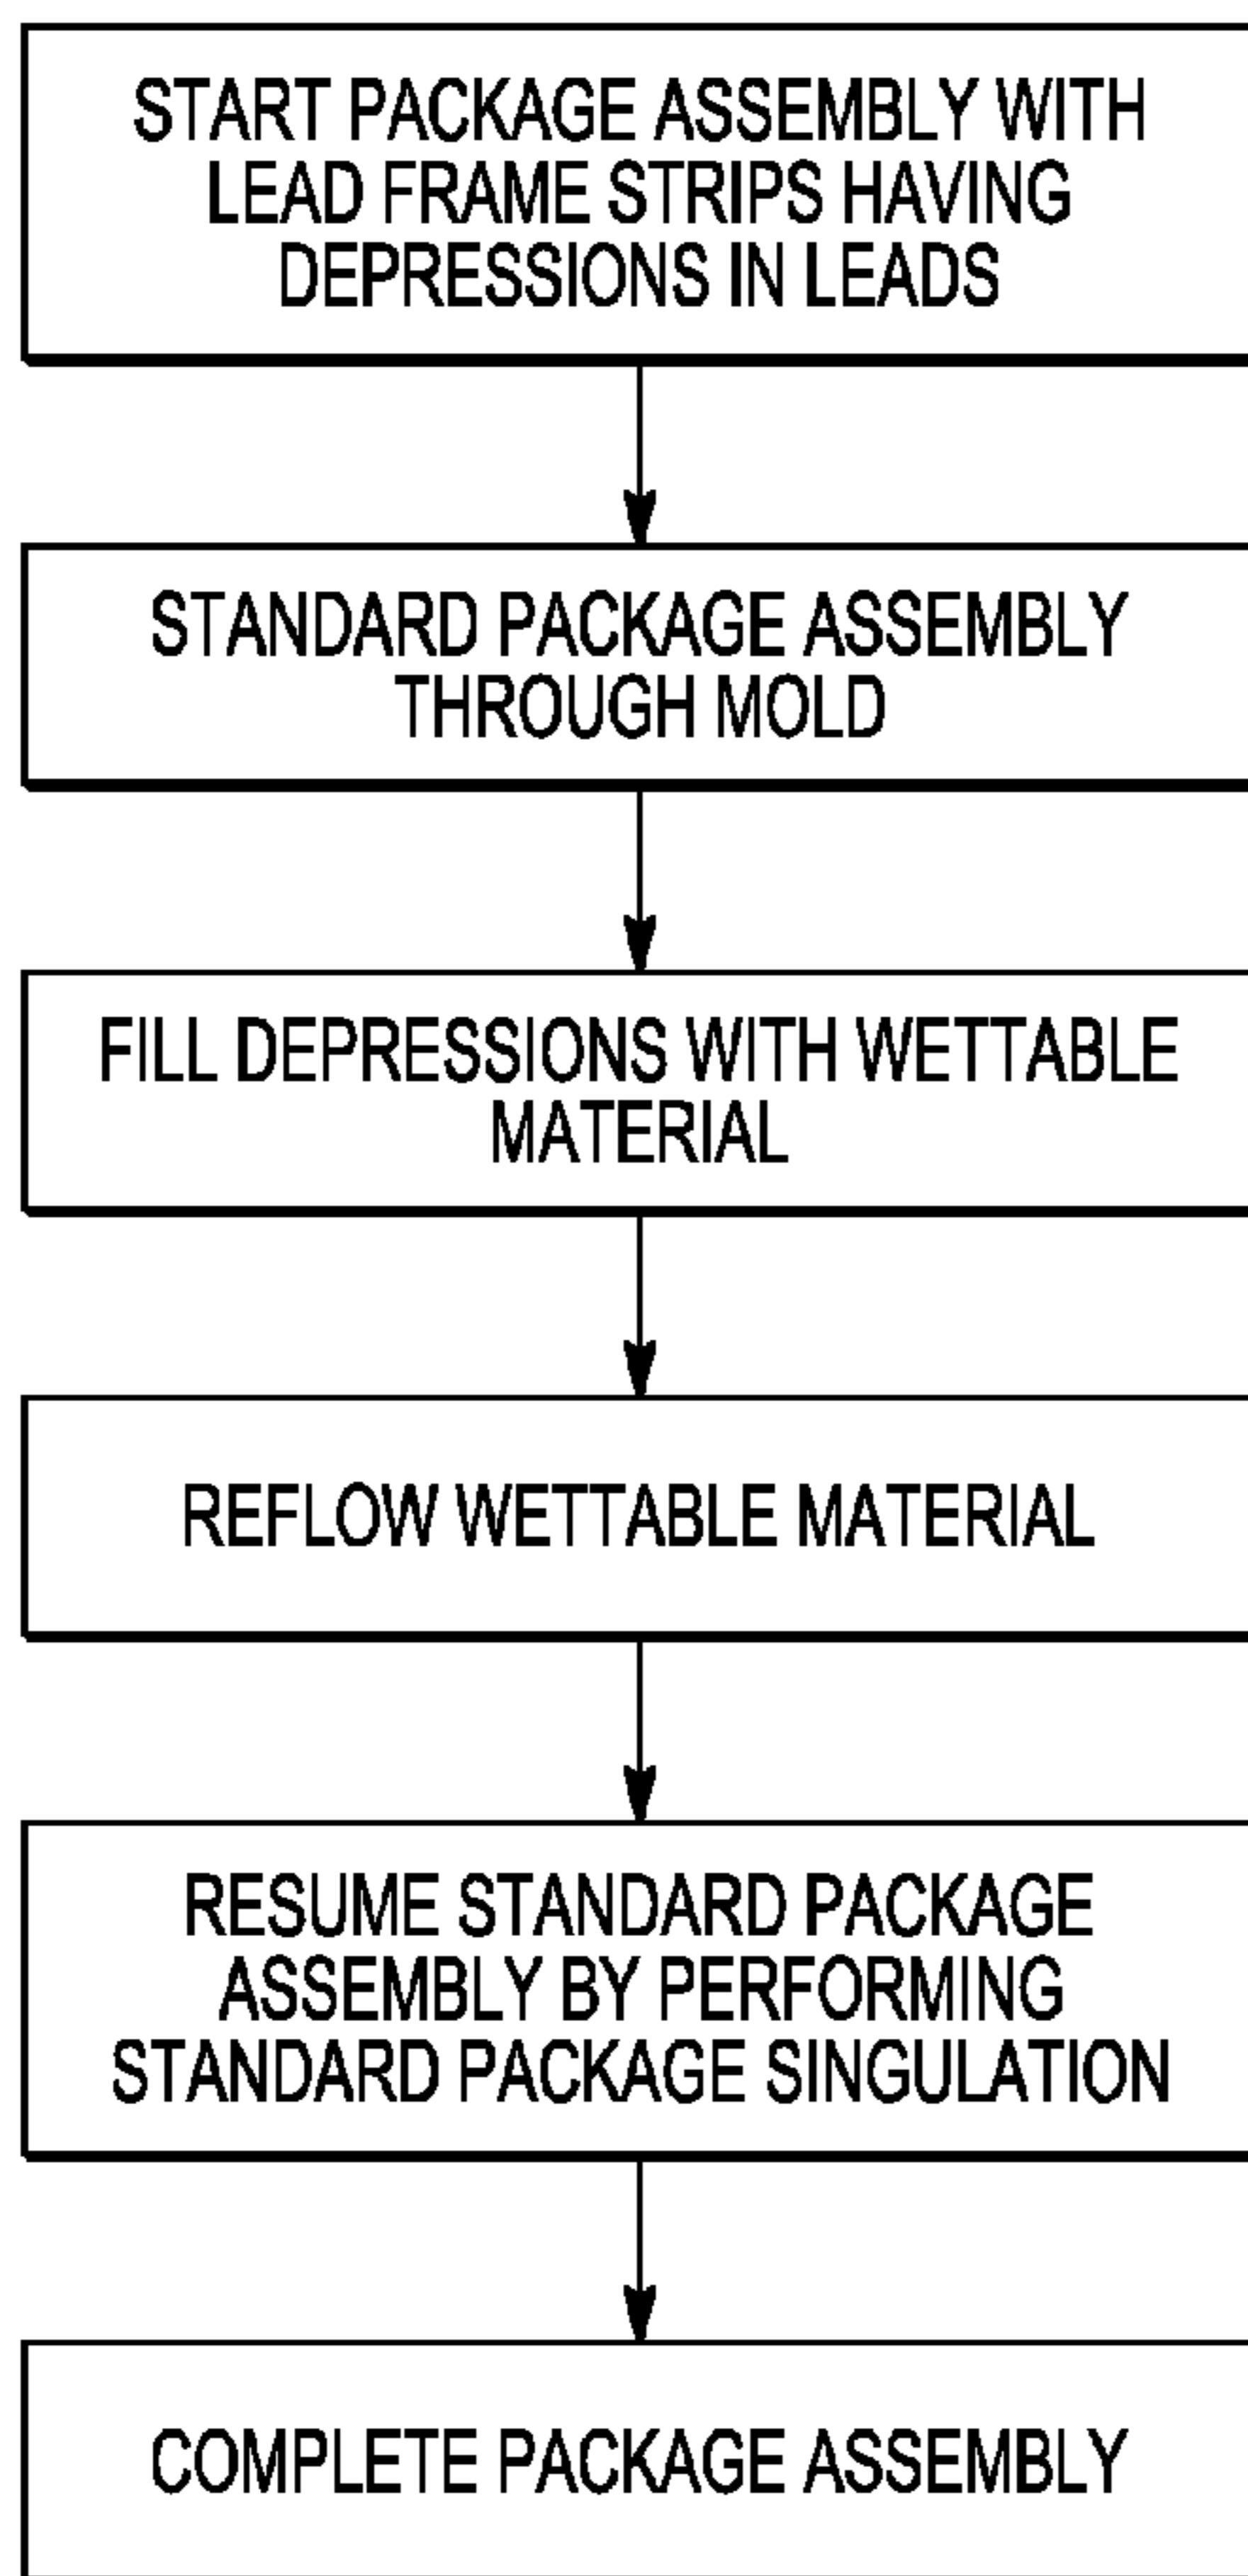 START PACKAGE ASSEMBLY WITH
LEAD FRAME STRIPS HAVING
DEPRESSIONS IN LEADS
STANDARD PACKAGE ASSEMBLY
THROUGH MOLD
FILL DEPRESSIONS WITH WETTABLE
MATERIAL
REFLOW WETTABLE MATERIAL
RESUME STANDARD PACKAGE
ASSEMBLY BY PERFORMING
STANDARD PACKAGE SINGULATION
COMPLETE PACKAGE ASSEMBLY